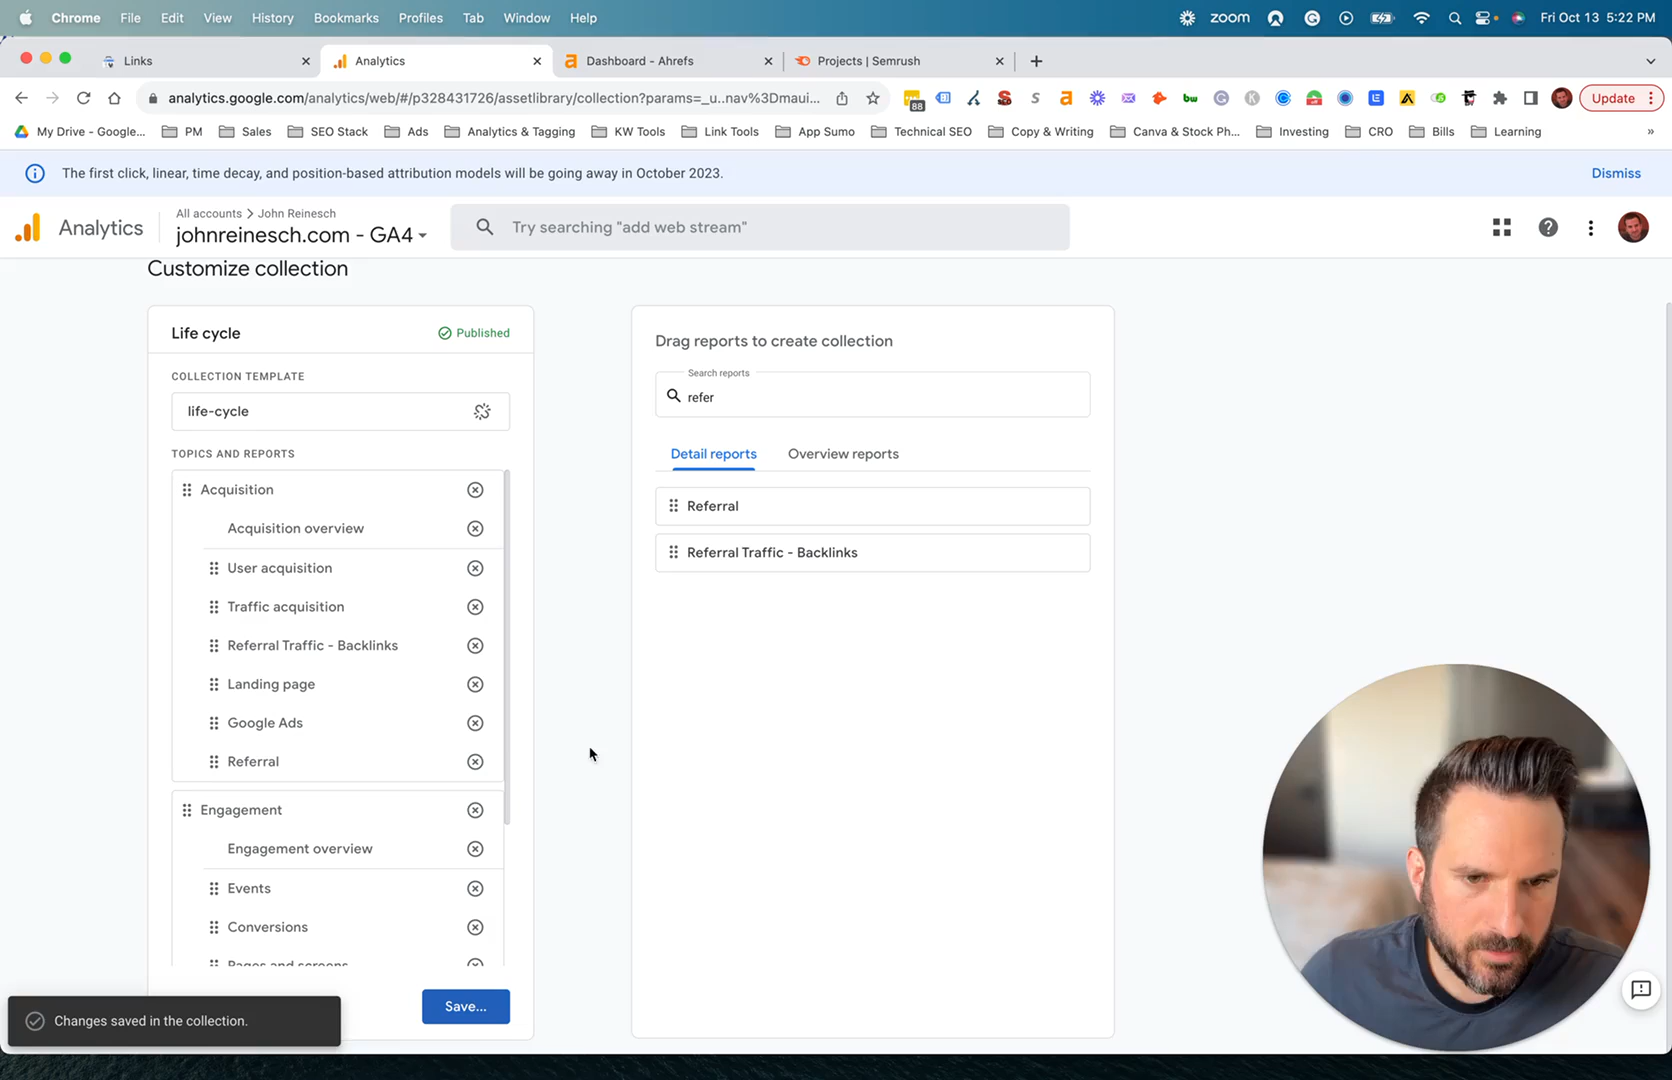 Chrome File Edit View History Bookmarks Profiles Tab Window Help
zoom Fri Oct 13 5:22 PM
Links
Analytics
Dashboard - Ahrefs
Projects | Semrush
analytics.google.com/analytics/web/#/p328431726/assetlibrary/collection?params=_u..nav%3Dmaui...
88
bw
Update
My Drive - Google...
PM
Sales
SEO Stack
Ads
Analytics & Tagging
KW Tools
Link Tools
App Sumo
Technical SEO
Copy & Writing
Canva & Stock Ph...
Investing
CRO
Bills
Learning
»
The first click, linear, time decay, and position-based attribution models will be going away in October 2023.
Dismiss
Analytics
All accounts > John Reinesch
johnreinesch.com - GA4
Try searching "add web stream"
Customize collection
Life cycle
Published
COLLECTION TEMPLATE
life-cycle
TOPICS AND REPORTS
Acquisition
Acquisition overview
User acquisition
Traffic acquisition
Referral Traffic - Backlinks
Landing page
Google Ads
Referral
Engagement
Engagement overview
Events
Conversions
Pages and screens
Save...
Changes saved in the collection.
Drag reports to create collection
Search reports
refer
Detail reports
Overview reports
Referral
Referral Traffic - Backlinks